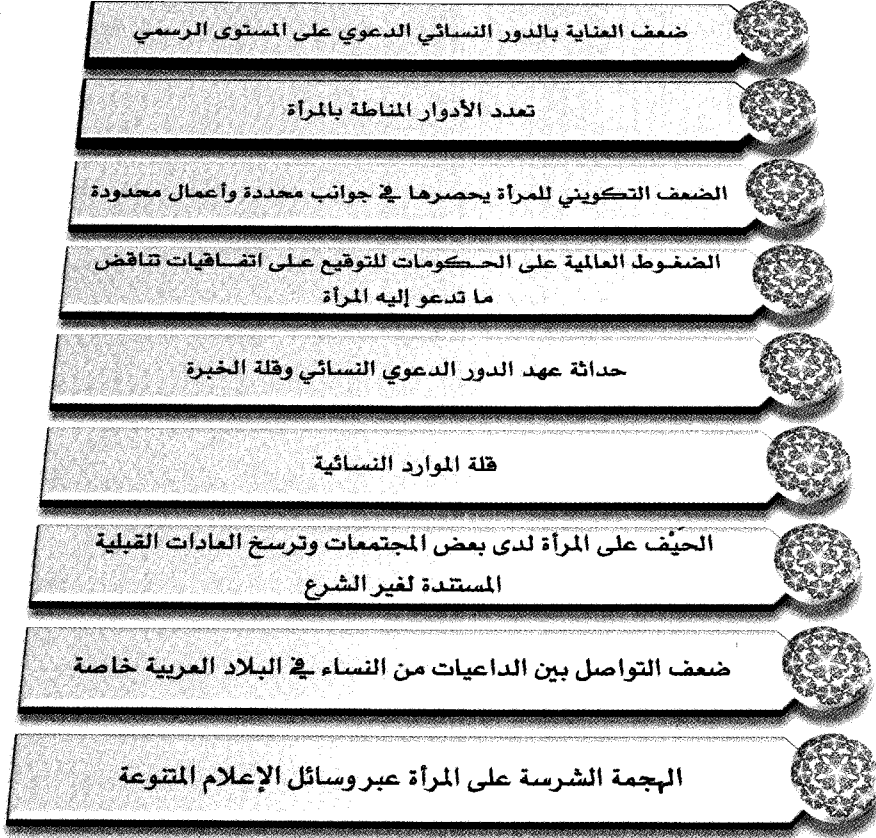 ضعف العناية بالدور النسائي الدعوي على المستوى الرسمي
تعدد الأدوار المناطة بالمرأة
الضعف التكويني للمرأة يحصرها في جوانب محددة وأعمال محدودة
الضغوط العالمية على الحكومات للتوقيع على اتفاقيات تناقض
ما تدعو إليه المرأة
حداثة عهد الدور الدعوي النسائي وقلة الخبرة
قلة الموارد النسائية
الحَيْف على المرأة لدى بعض المجتمعات وترسخ العادات القبلية
المستندة لغير الشرع
ضعف التواصل بين الداعيات من النساء في البلاد العربية خاصة
الهجمة الشرسة على المرأة عبر وسائل الإعلام المتنوعة